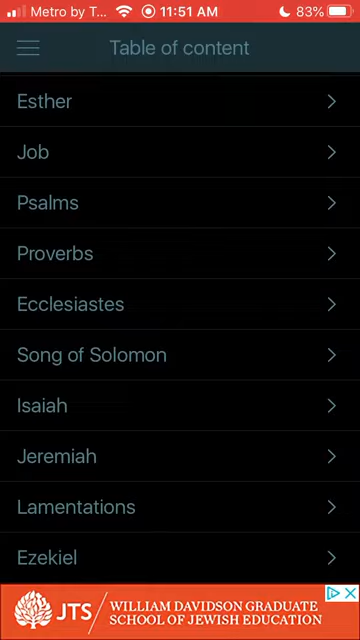 Metro by T... 11:51 AM 83%
Table of content
Esther
Job
Psalms
Proverbs
Ecclesiastes
Song of Solomon
Isaiah
Jeremiah
Lamentations
Ezekiel
JTS
WILLIAM DAVIDSON GRADUATE
SCHOOL OF JEWISH EDUCATION